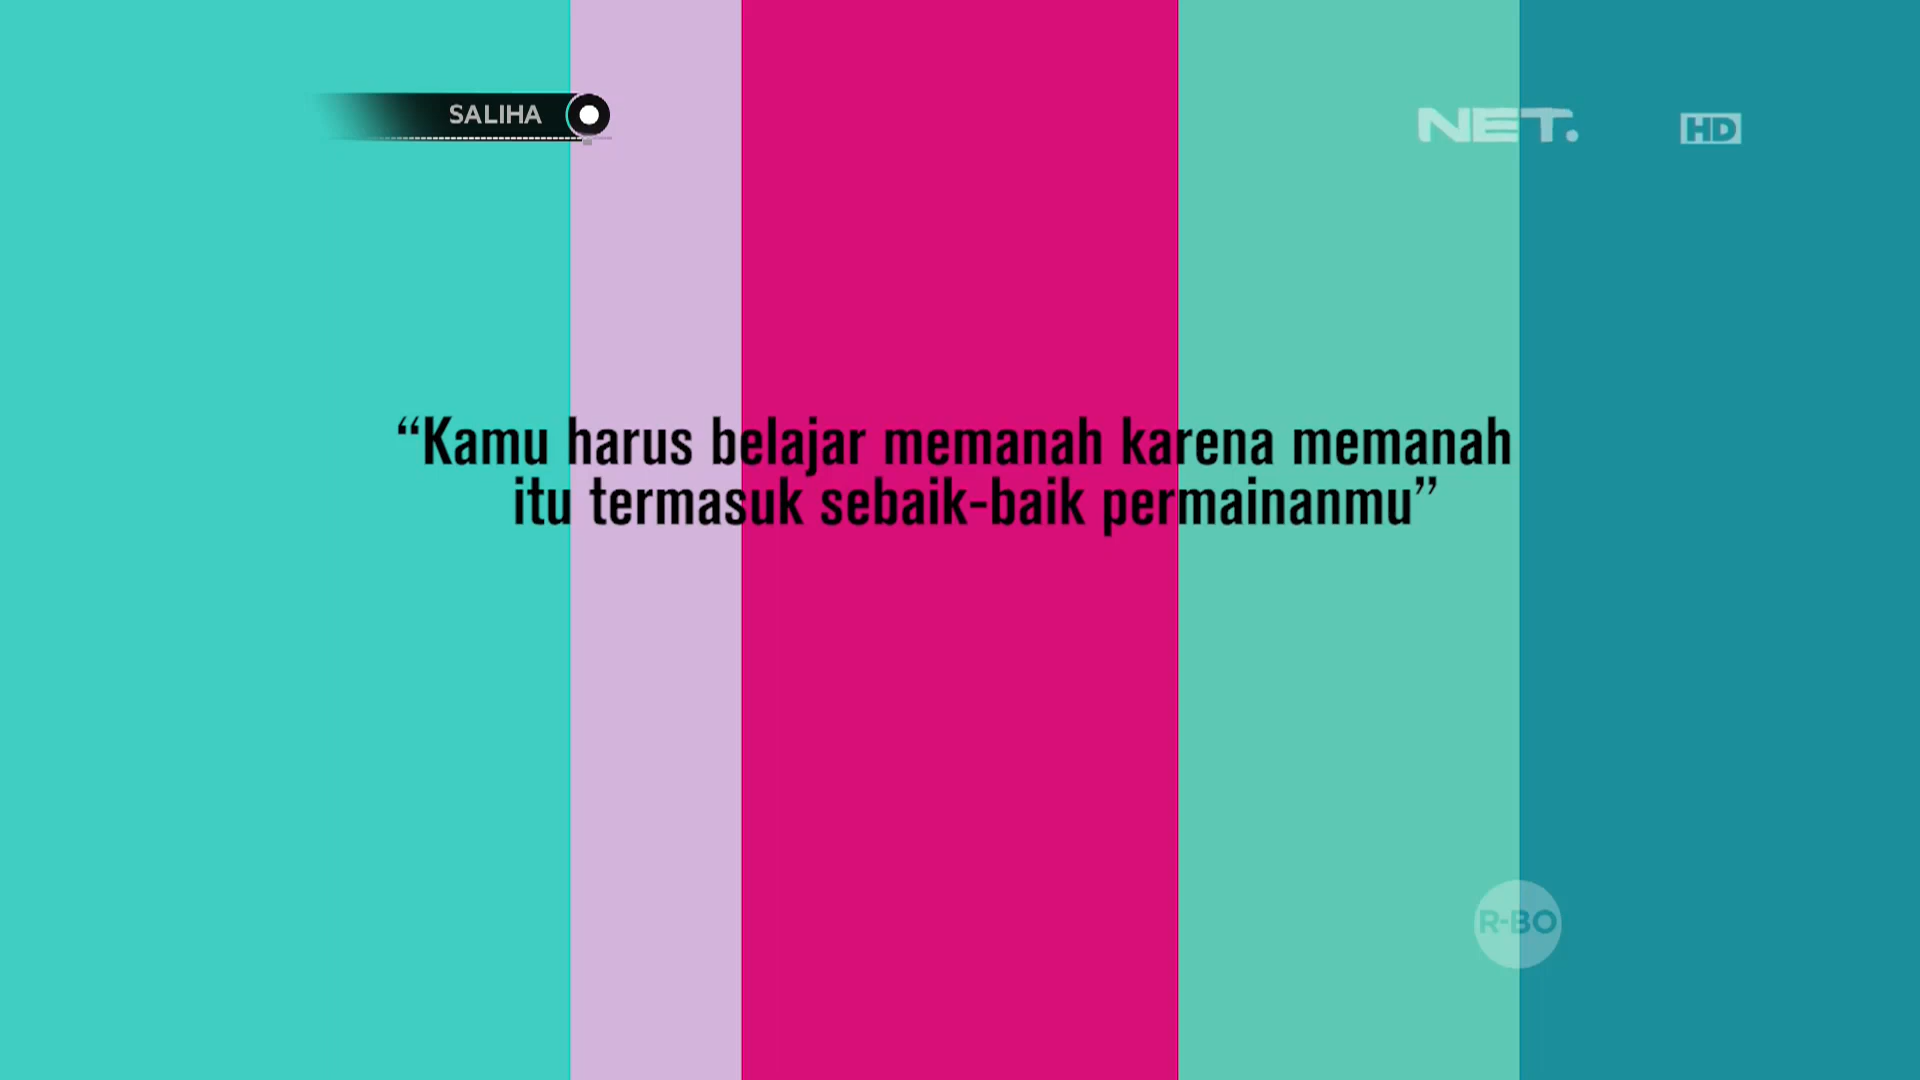 SALIHA
NET.
HD
“Kamu harus belajar memanah karena memanah
itu termasuk sebaik-baik permainanmu”
R-BO